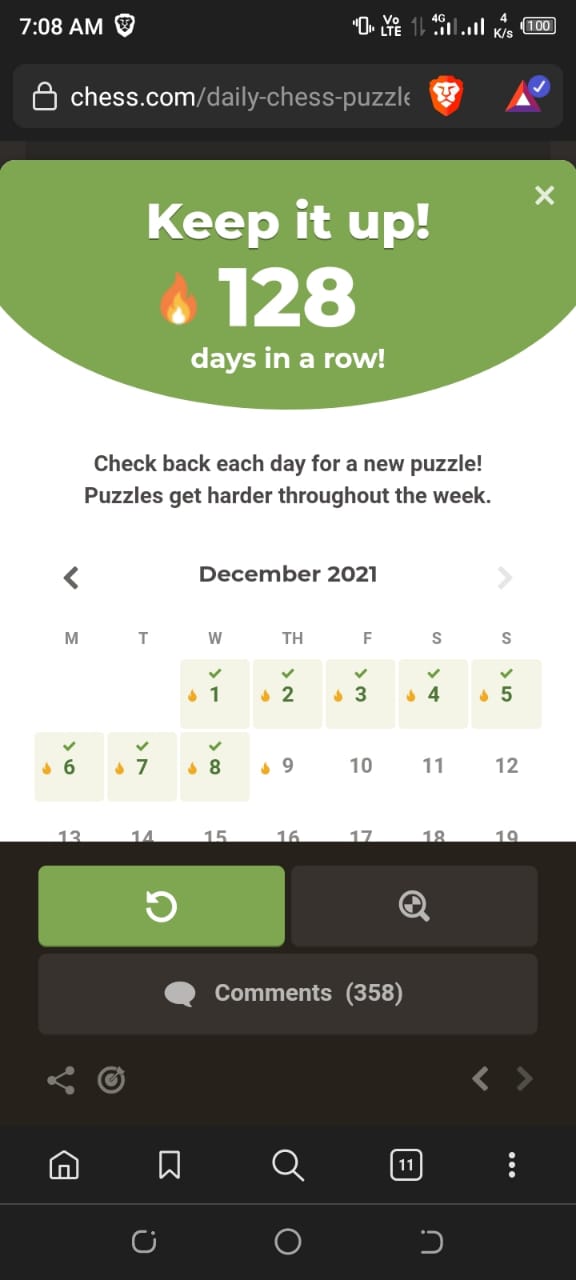 7:08 AM
Vo LTE 4G 4 K/s 100
chess.com/daily-chess-puzzle
Keep it up!
128
days in a row!
Check back each day for a new puzzle!
Puzzles get harder throughout the week.
December 2021
M T W TH F S S
1 2 3 4 5
6 7 8 9 10 11 12
13 14 15 16 17 18 19
Comments (358)
11